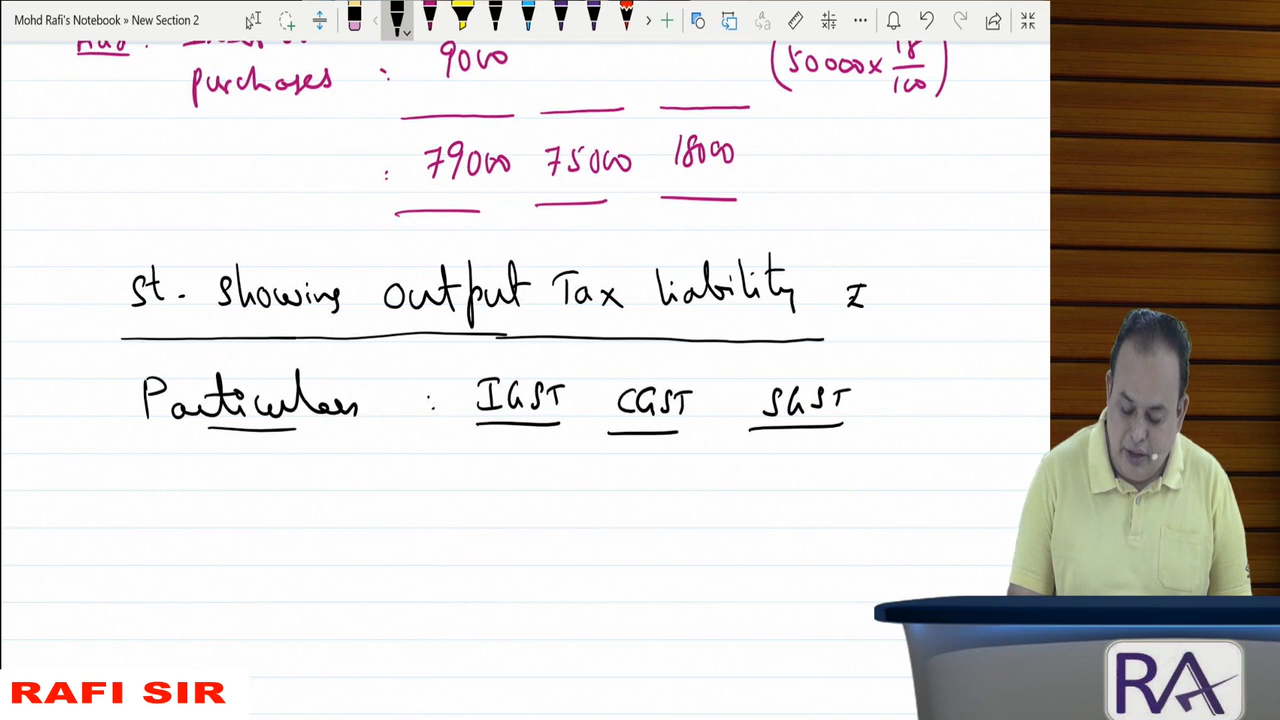 Mohd Rafi's Notebook » New Section 2
purchases : 9000 (50000 × 18/100)
: 79000 75000 18000
st. showing output Tax liability :
Particulars : IGST CGST SGST
RAFI SIR
RA